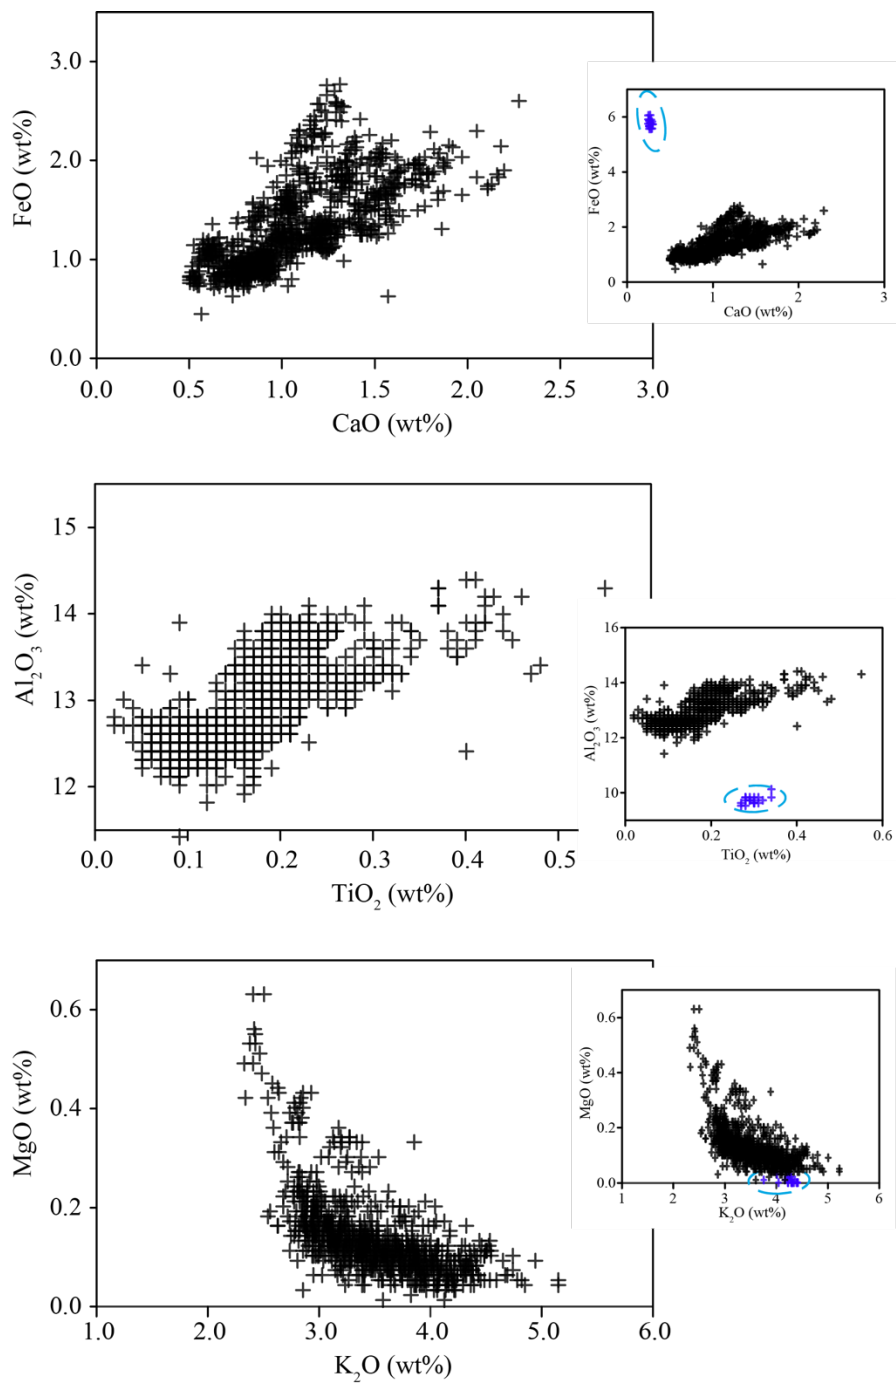 3.0
2.0
1.0
0.0
FeO (wt%)
0.0 0.5 1.0 1.5 2.0 2.5 3.0
CaO (wt%)
6
4
2
0
FeO (wt%)
0 1 2 3
CaO (wt%)
15
14
13
12
Al₂O₃ (wt%)
0.0 0.1 0.2 0.3 0.4 0.5
TiO₂ (wt%)
16
14
12
10
Al₂O₃ (wt%)
0.0 0.2 0.4 0.6
TiO₂ (wt%)
0.6
0.4
0.2
0.0
MgO (wt%)
1.0 2.0 3.0 4.0 5.0 6.0
K₂O (wt%)
0.6
0.4
0.2
0.0
MgO (wt%)
1 2 3 4 5 6
K₂O (wt%)